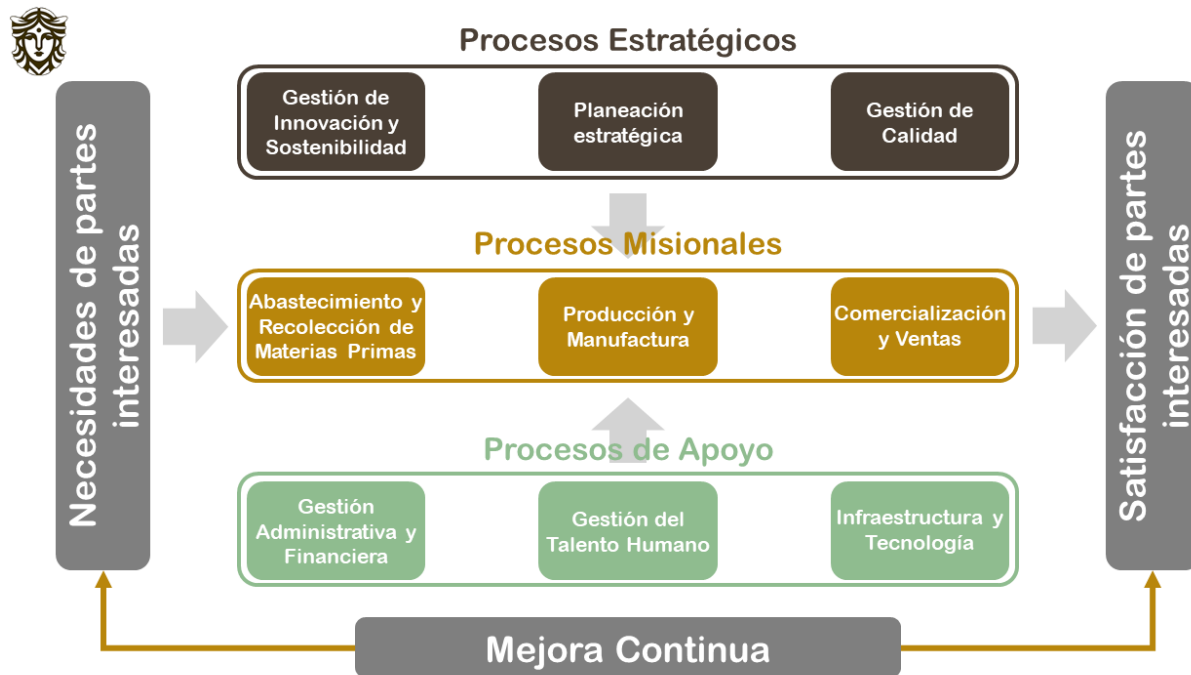 Procesos Estratégicos
Gestión de
Innovación y
Sostenibilidad
Planeación
estratégica
Gestión de
Calidad
Necesidades de partes
interesadas
Procesos Misionales
Abastecimiento y
Recolección de
Materias Primas
Producción y
Manufactura
Comercialización
y Ventas
Satisfacción de partes
interesadas
Procesos de Apoyo
Gestión
Administrativa y
Financiera
Gestión del
Talento Humano
Infraestructura y
Tecnología
Mejora Continua